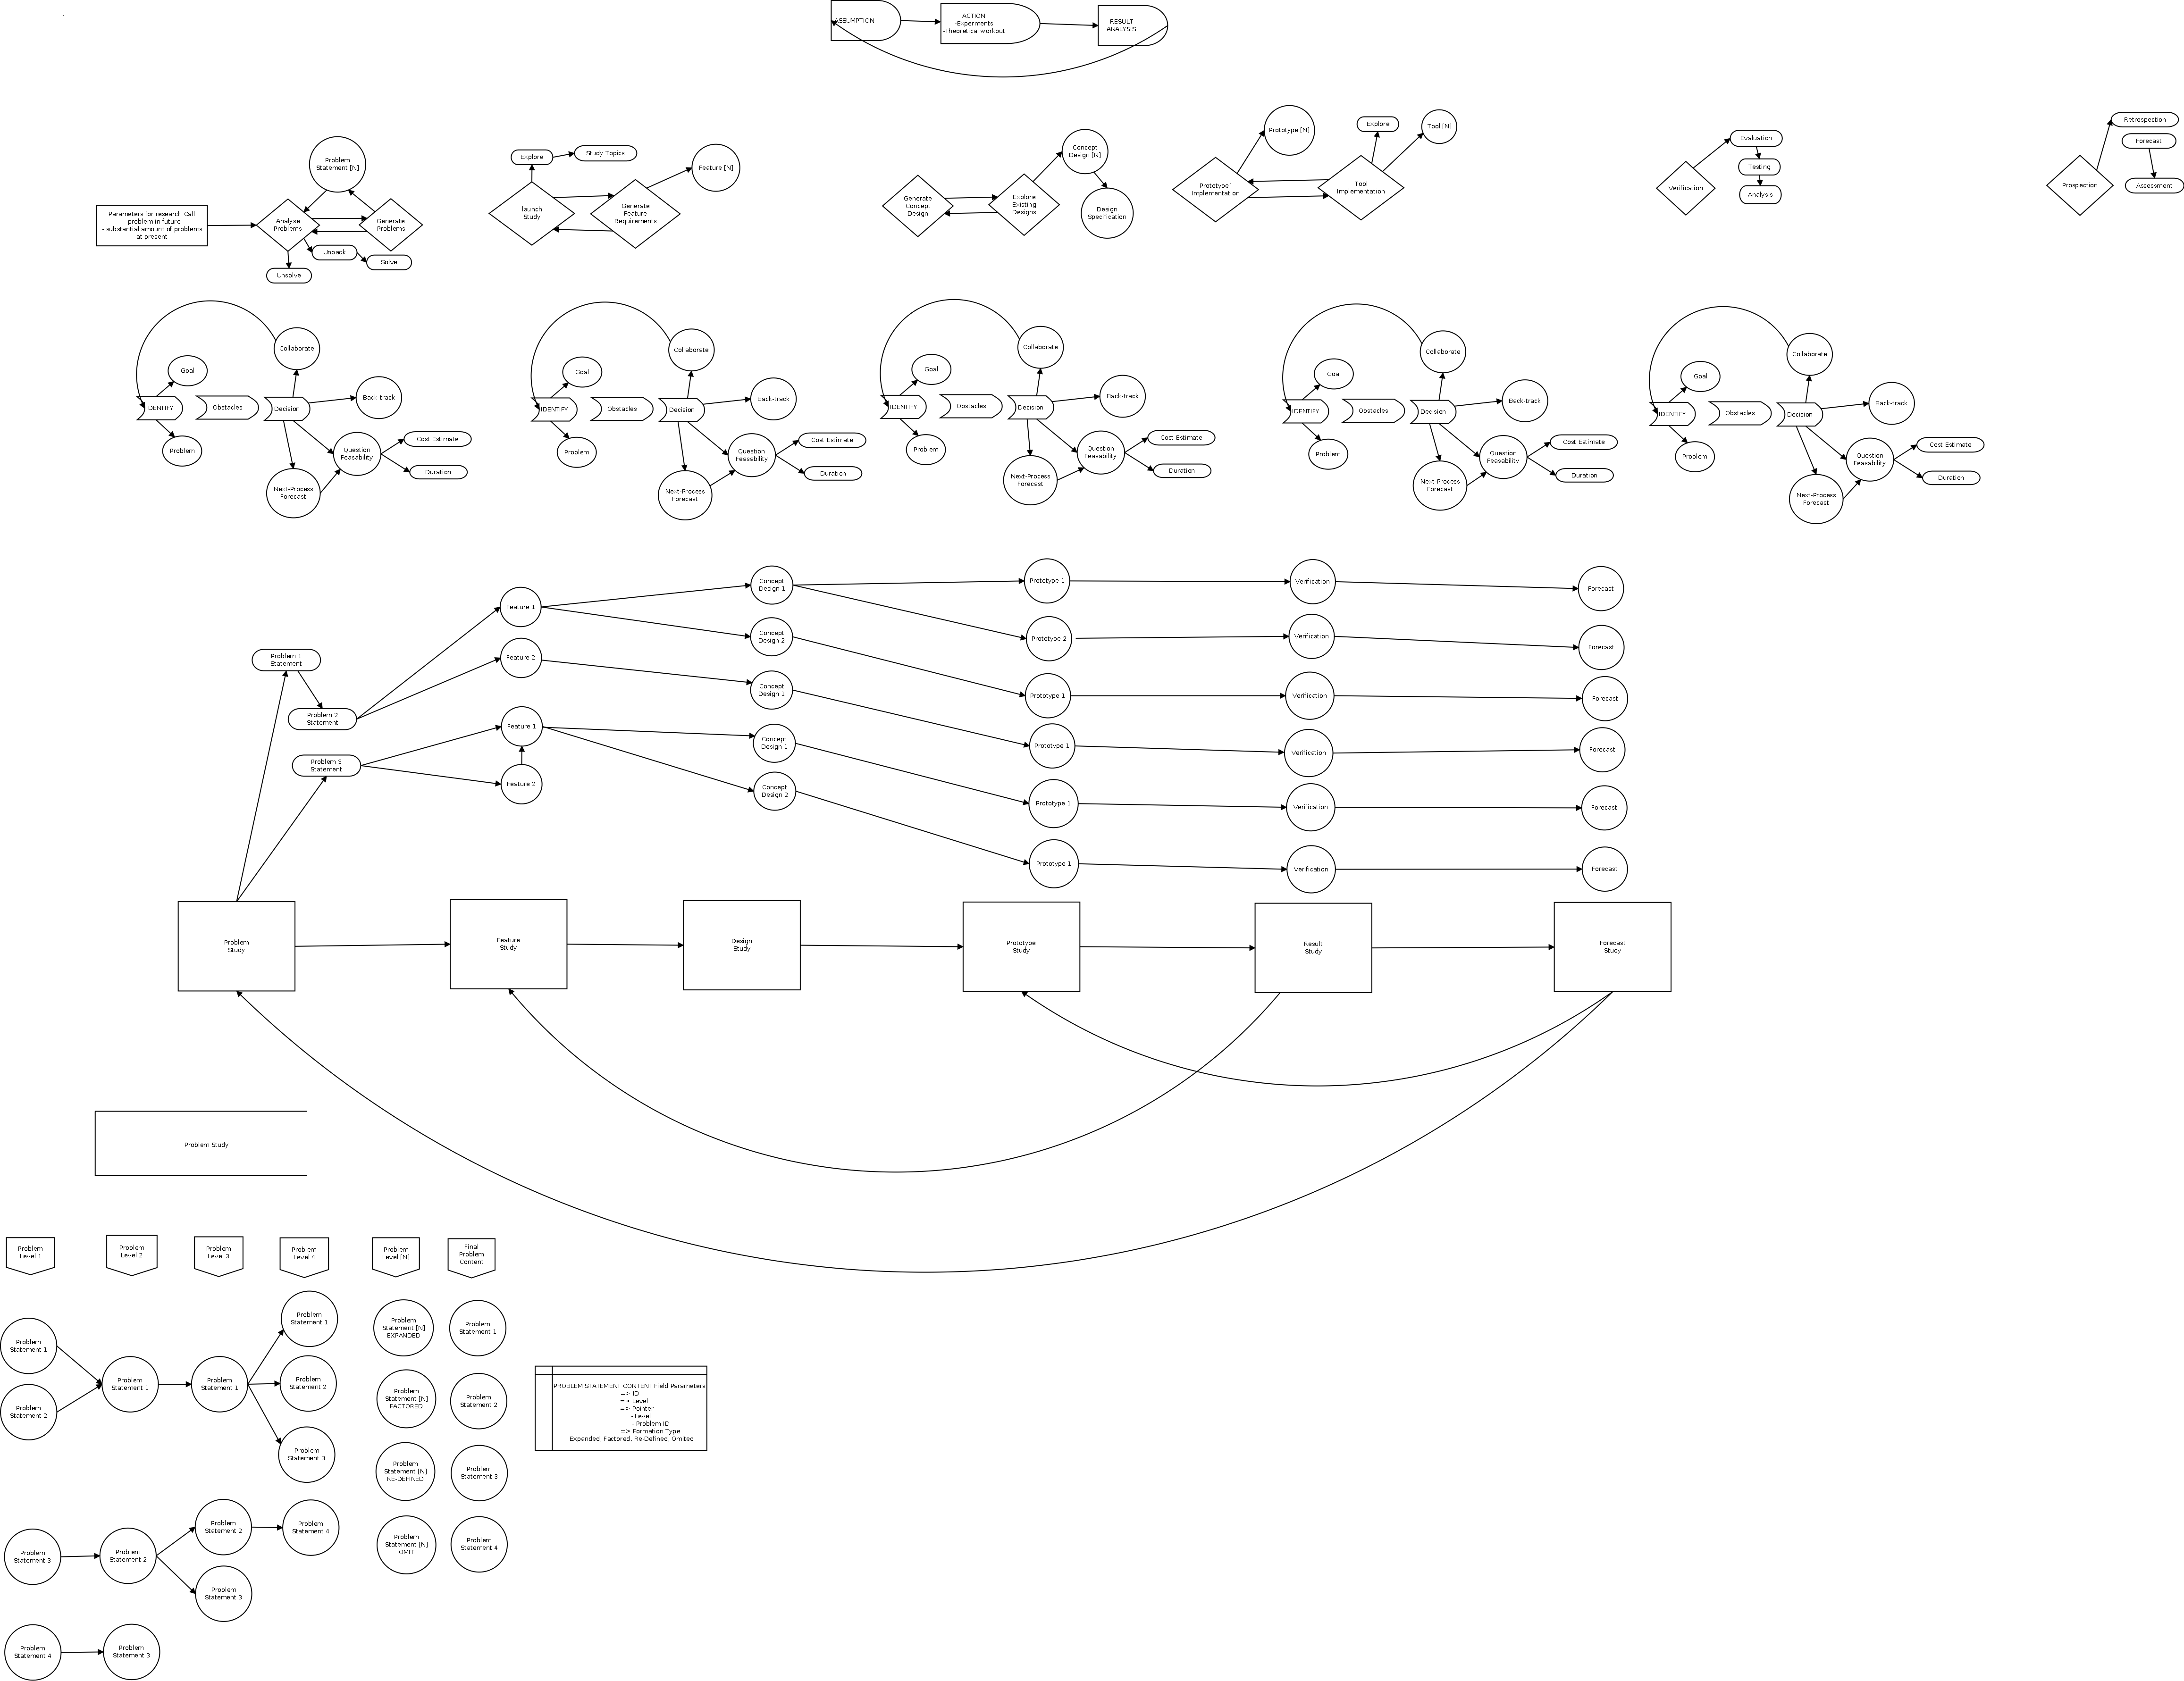 ASSUMPTION
ACTION
-Experments
-Theoretical workout
RESULT
ANALYSIS
Parameters for research Call
- problem in future
- substantial amount of problems
at present
Problem
Statement [N]
Analyse
Problems
Generate
Problems
Unpack
Solve
Unsolve
Explore
Study Topics
launch
Study
Generate
Feature
Requirements
Feature [N]
Generate
Concept
Design
Explore
Existing
Designs
Concept
Design [N]
Design
Specification
Prototype`
Implementation
Prototype [N]
Explore
Tool
Implementation
Tool [N]
Verification
Evaluation
Testing
Analysis
Prospection
Retrospection
Forecast
Assessment
IDENTIFY
Goal
Problem
Obstacles
Decision
Collaborate
Back-track
Question
Feasability
Cost Estimate
Duration
Next-Process
Forecast
IDENTIFY
Goal
Problem
Obstacles
Decision
Collaborate
Back-track
Question
Feasability
Cost Estimate
Duration
Next-Process
Forecast
IDENTIFY
Goal
Problem
Obstacles
Decision
Collaborate
Back-track
Question
Feasability
Cost Estimate
Duration
Next-Process
Forecast
IDENTIFY
Goal
Problem
Obstacles
Decision
Collaborate
Back-track
Question
Feasability
Cost Estimate
Duration
Next-Process
Forecast
IDENTIFY
Goal
Problem
Obstacles
Decision
Collaborate
Back-track
Question
Feasability
Cost Estimate
Duration
Next-Process
Forecast
Problem 1
Statement
Problem 2
Statement
Problem 3
Statement
Feature 1
Feature 2
Feature 1
Feature 2
Concept
Design 1
Concept
Design 2
Concept
Design 1
Concept
Design 1
Concept
Design 2
Prototype 1
Prototype 2
Prototype 1
Prototype 1
Prototype 1
Prototype 1
Verification
Verification
Verification
Verification
Verification
Verification
Forecast
Forecast
Forecast
Forecast
Forecast
Forecast
Problem
Study
Feature
Study
Design
Study
Prototype
Study
Result
Study
Forecast
Study
Problem Study
Problem
Level 1
Problem
Level 2
Problem
Level 3
Problem
Level 4
Problem
Level [N]
Final
Problem
Content
Problem
Statement 1
Problem
Statement 2
Problem
Statement 3
Problem
Statement 4
Problem
Statement 1
Problem
Statement 2
Problem
Statement 3
Problem
Statement 1
Problem
Statement 2
Problem
Statement 3
Problem
Statement 1
Problem
Statement 2
Problem
Statement 3
Problem
Statement 4
Problem
Statement [N]
EXPANDED
Problem
Statement [N]
FACTORED
Problem
Statement [N]
RE-DEFINED
Problem
Statement [N]
OMIT
Problem
Statement 1
Problem
Statement 2
Problem
Statement 3
Problem
Statement 4
PROBLEM STATEMENT CONTENT Field Parameters
=> ID
=> Level
=> Pointer
- Level
- Problem ID
=> Formation Type
Expanded, Factored, Re-Defined, Omited